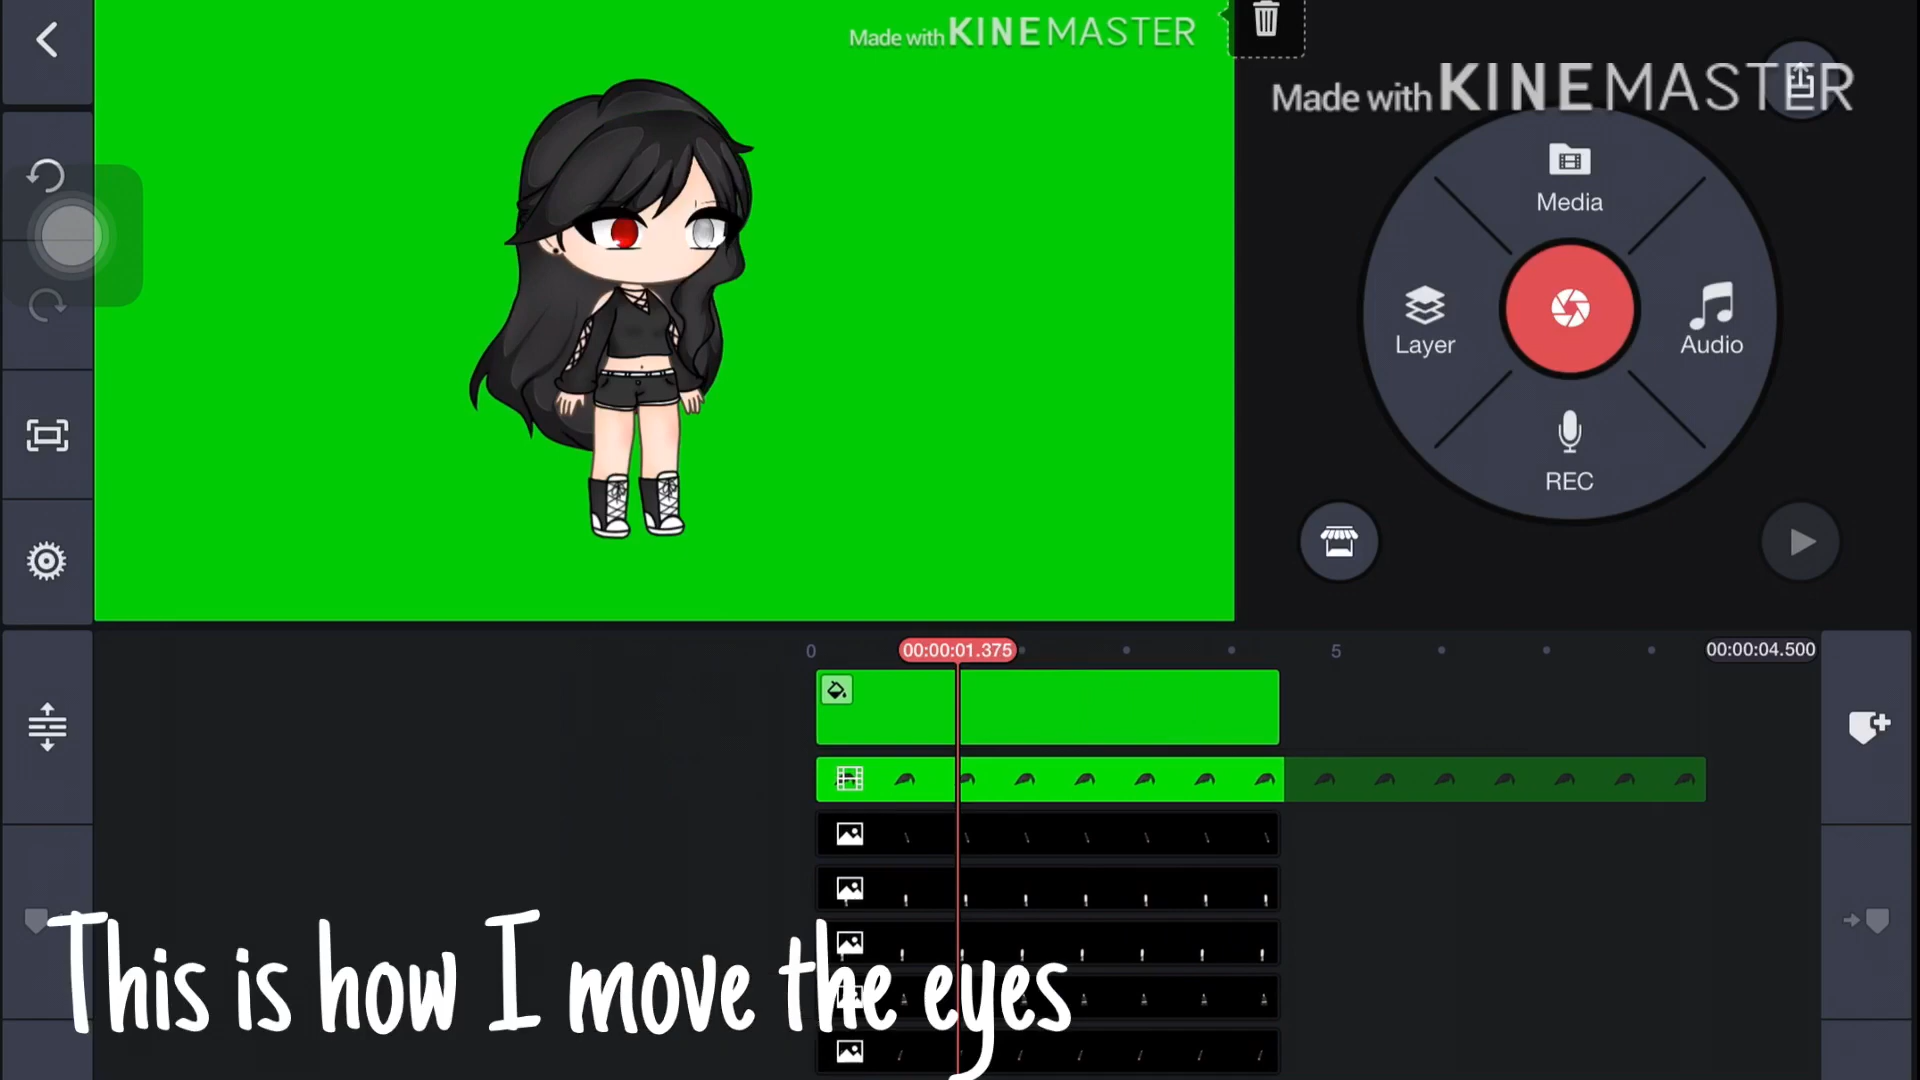 Made with KINEMASTER
Made with KINEMASTER
Media
Layer
Audio
REC
0
00:00:01.375
5
00:00:04.500
This is how I move the eyes